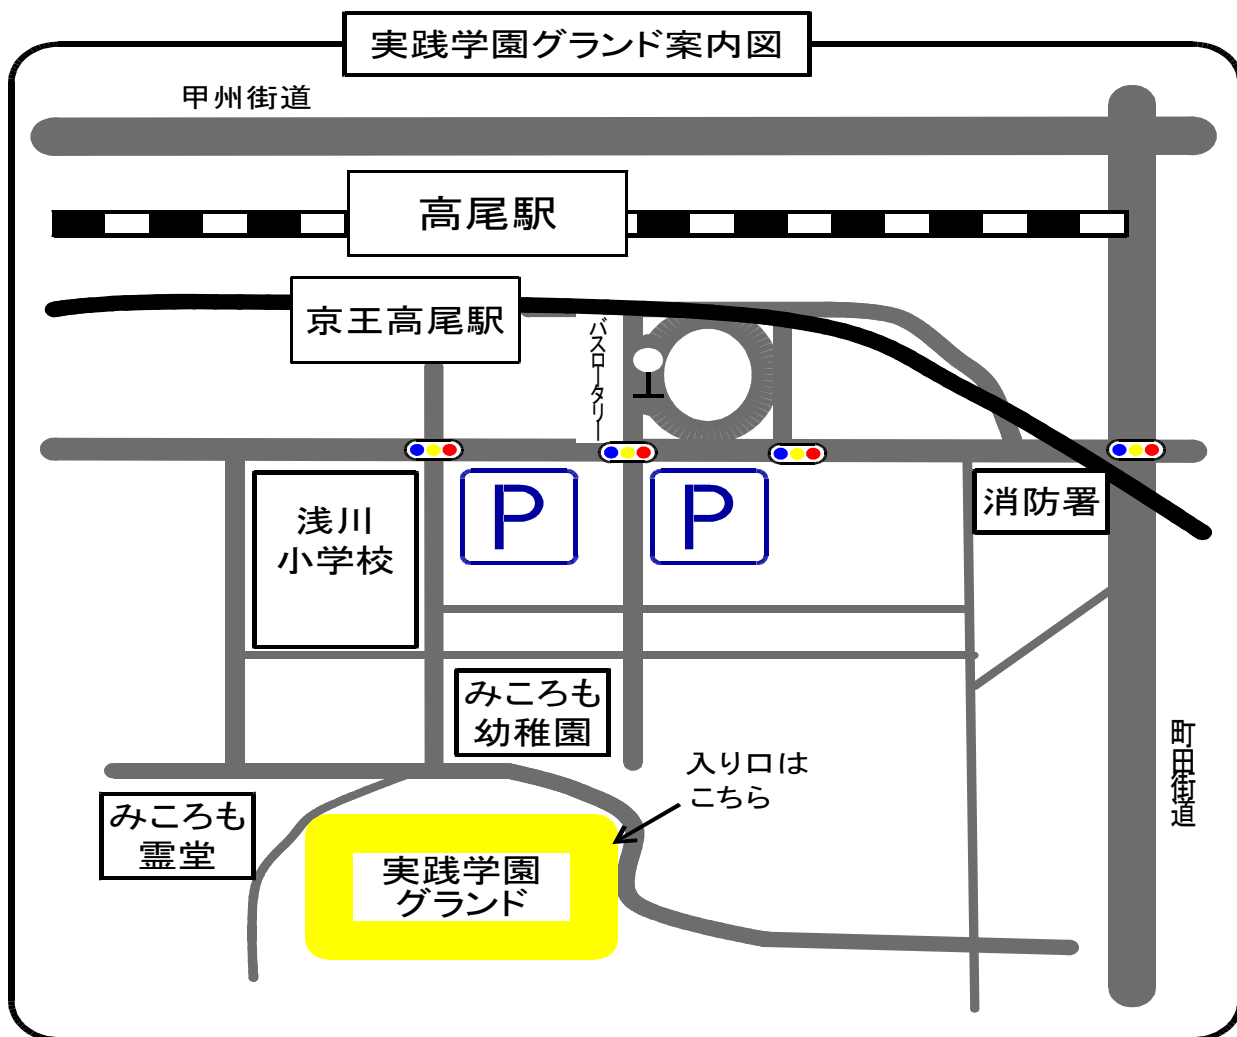 実践学園グランド案内図
甲州街道
高尾駅
京王高尾駅
バスロータリー
P
P
消防署
浅川
小学校
みころも
幼稚園
町田街道
入り口は
こちら
みころも
霊堂
実践学園
グランド